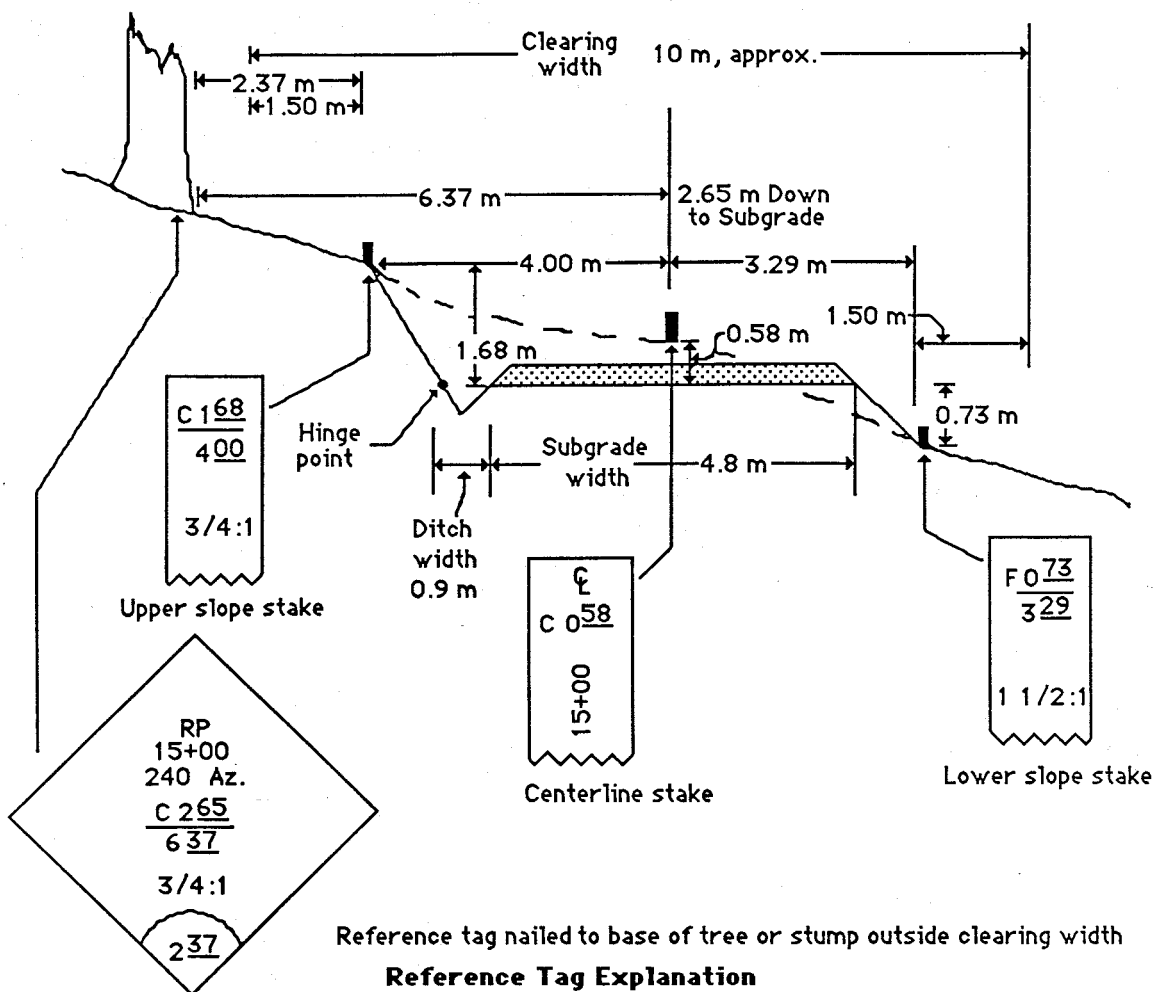 Clearing
width
10 m, approx.
2.37 m
1.50 m
6.37 m
2.65 m Down
to Subgrade
4.00 m
3.29 m
1.50 m
0.58 m
1.68 m
0.73 m
C 1 68
4 00
3/4:1
Hinge
point
Subgrade
width
4.8 m
Ditch
width
0.9 m
Upper slope stake
℄
C 0 58
15+00
Centerline stake
F 0 73
3 29
1 1/2:1
Lower slope stake
RP
15+00
240 Az.
C 2 65
6 37
3/4:1
2 37
Reference tag nailed to base of tree or stump outside clearing width
Reference Tag Explanation